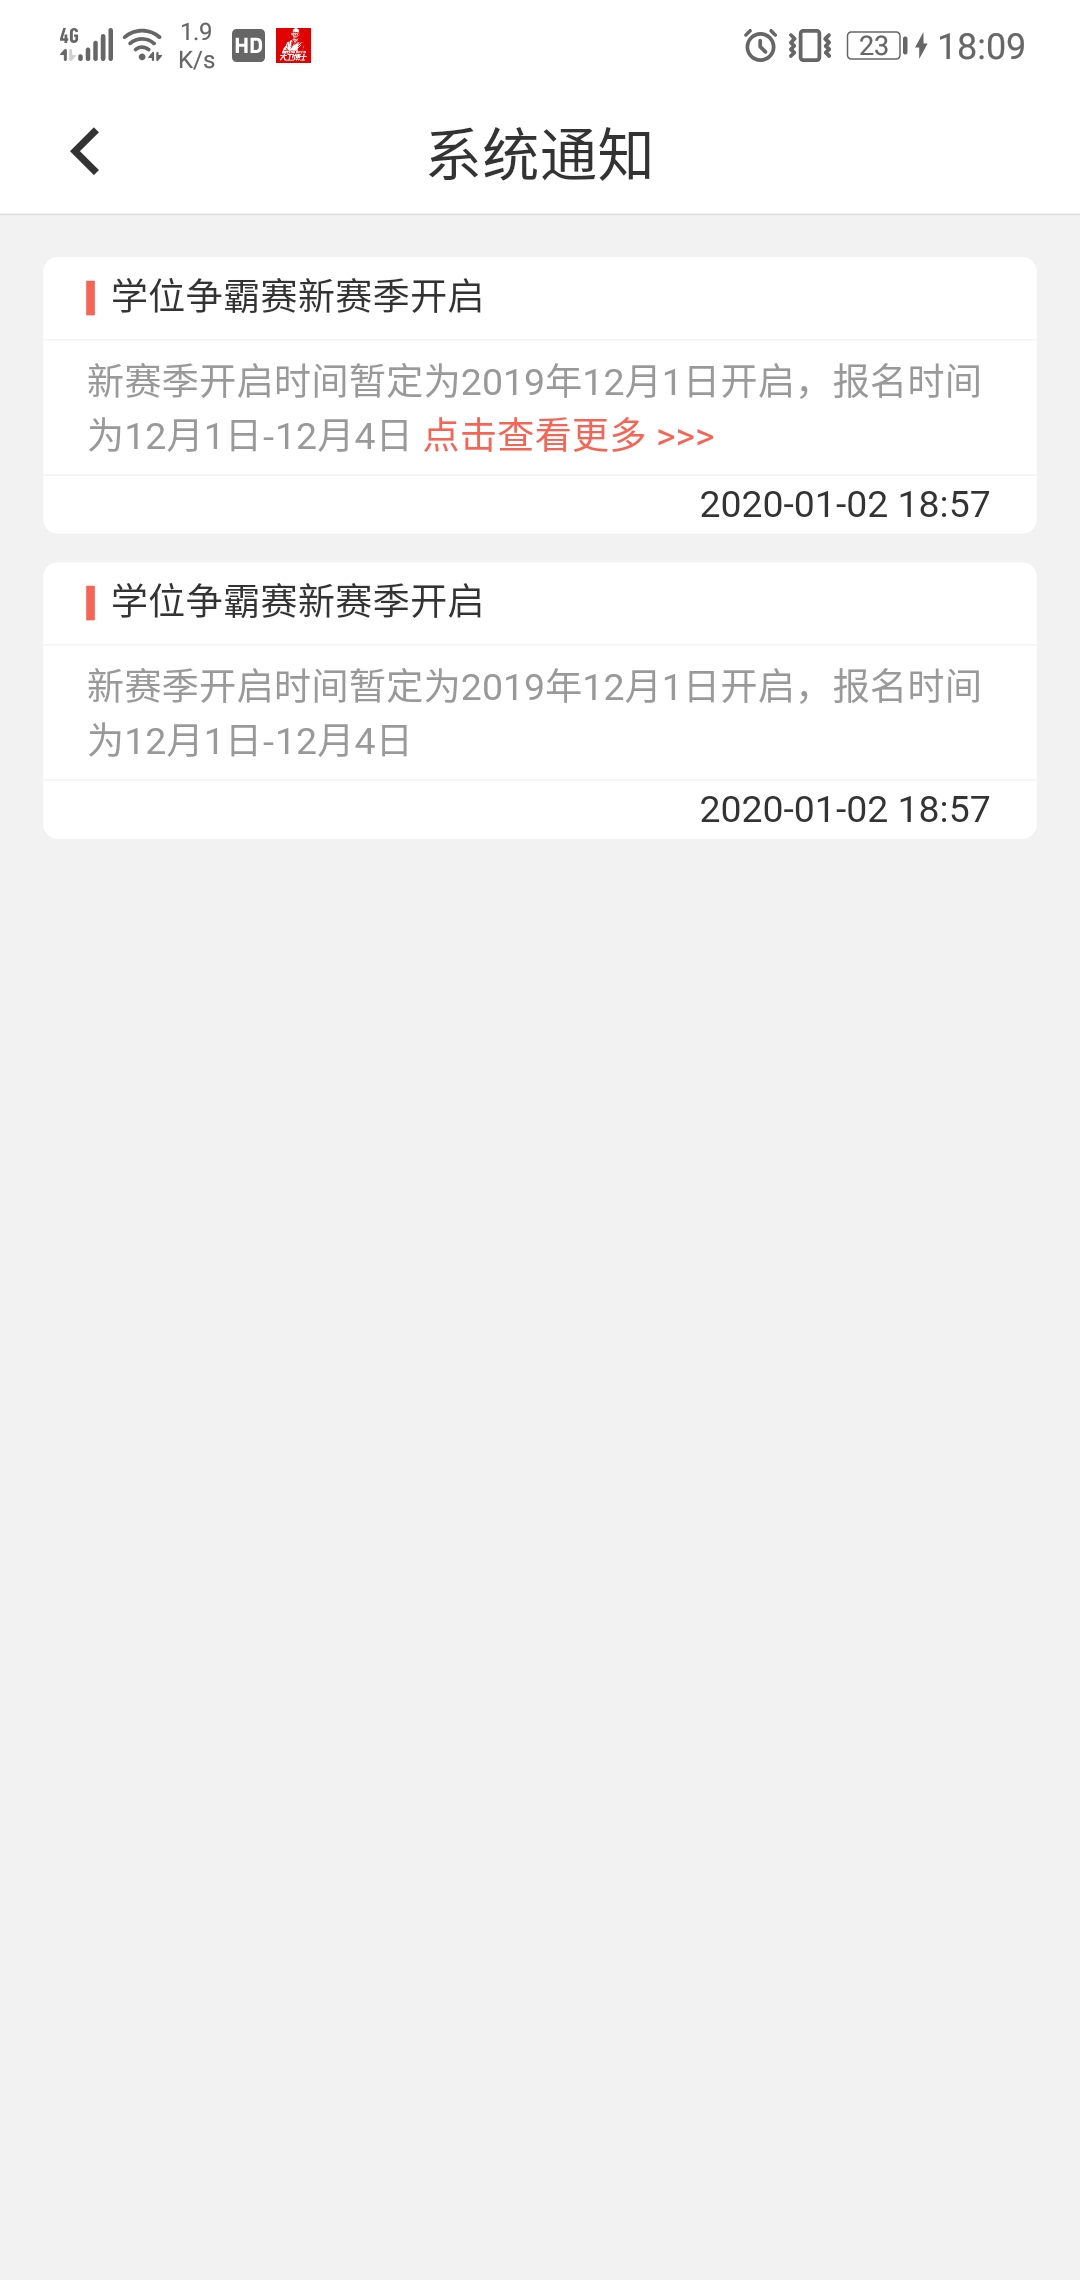 4G
1.9
K/s
HD
23
18:09
系统通知
学位争霸赛新赛季开启
新赛季开启时间暂定为2019年12月1日开启，报名时间
为12月1日-12月4日 点击查看更多 >>>
2020-01-02 18:57
学位争霸赛新赛季开启
新赛季开启时间暂定为2019年12月1日开启，报名时间
为12月1日-12月4日
2020-01-02 18:57